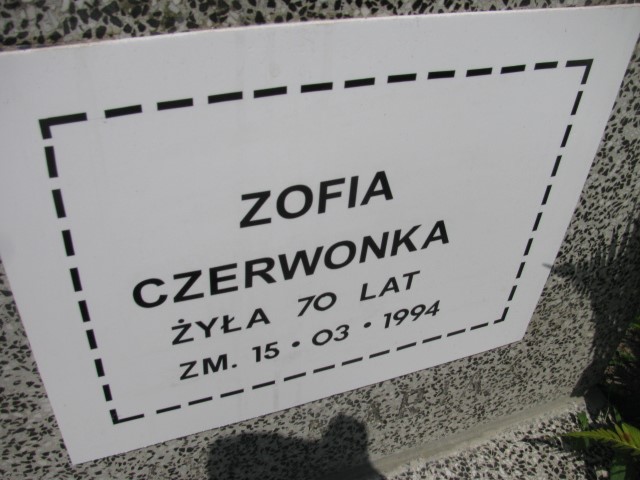 ZOFIA
CZERWONKA
ŻYŁA 70 LAT
ZM. 15 • 03 • 1994